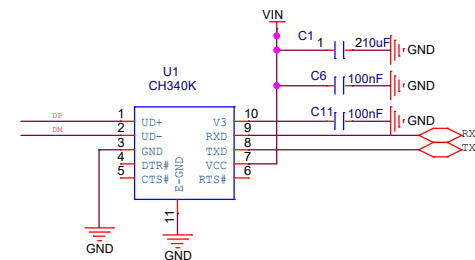 VIN
C1
1
2
10uF
GND
U1
CH340K
C6
100nF
GND
C11
100nF
GND
DP
1
UD+
V3
10
DM
2
UD-
RXD
9
RX
3
GND
TXD
8
TX
4
DTR#
VCC
7
5
CTS#
RTS#
6
E-GND
11
GND
GND